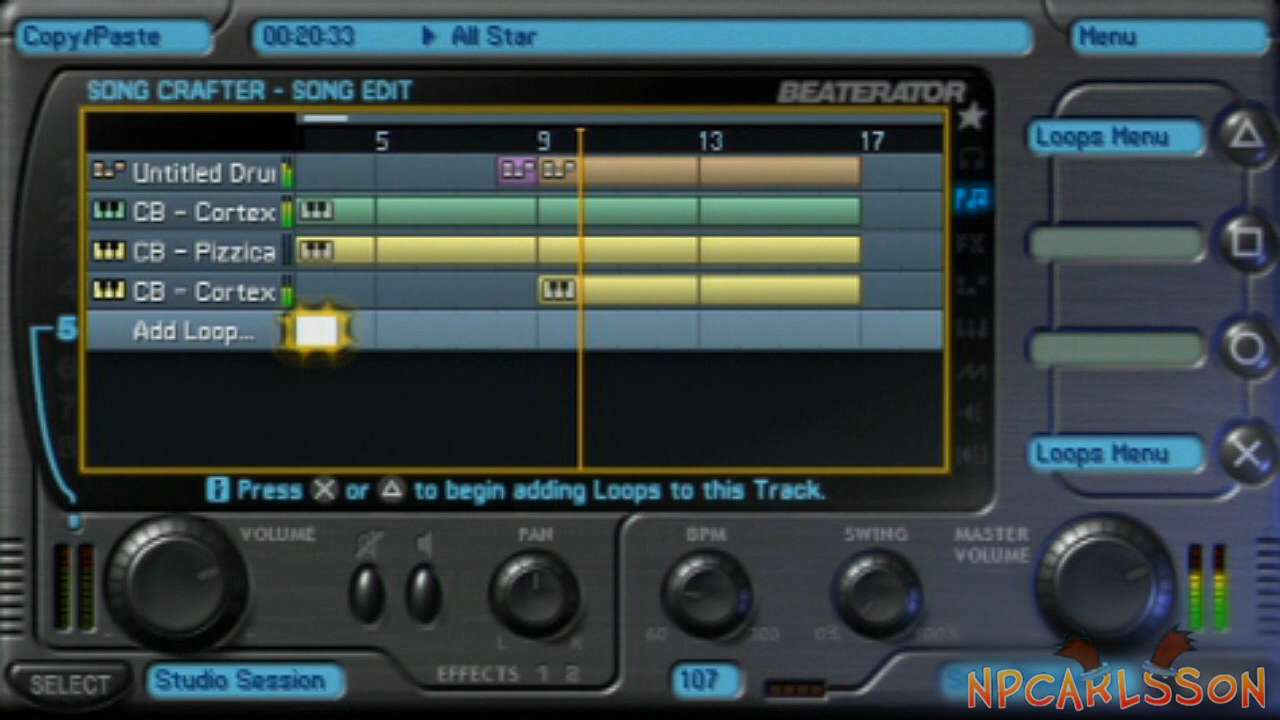 Copy/Paste
00:20:33 All Star
Menu
SONG CRAFTER - SONG EDIT
BEATERATOR
5 9 13 17
Untitled Dru
CB - Cortex
CB - Pizzica
CB - Cortex
5 Add Loop...
Press X or △ to begin adding Loops to this Track.
Loops Menu
Loops Menu
VOLUME
PAN
L R
BPM
60 300
SWING
0% 100%
MASTER
VOLUME
EFFECTS 1 2
SELECT
Studio Session
107
NPCARLSSON